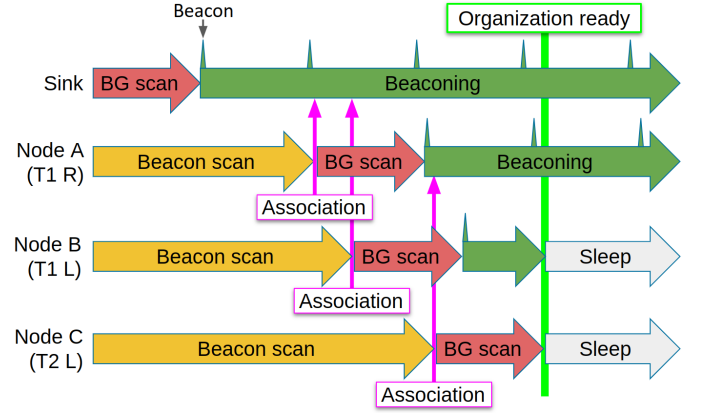 Beacon
Organization ready
Sink
BG scan
Beaconing
Node A
(T1 R)
Beacon scan
BG scan
Beaconing
Association
Node B
(T1 L)
Beacon scan
BG scan
Sleep
Association
Node C
(T2 L)
Beacon scan
BG scan
Sleep
Association